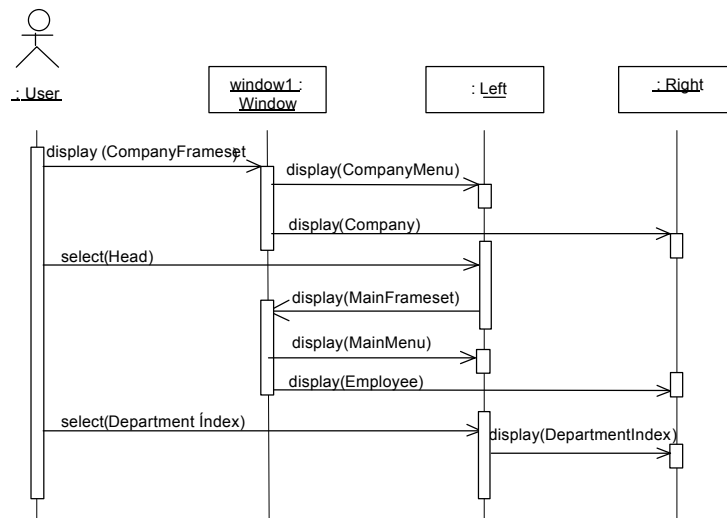 : User
window1 :
Window
: Left
: Right
display (CompanyFrameset)
display(CompanyMenu)
display(Company)
select(Head)
display(MainFrameset)
display(MainMenu)
display(Employee)
select(Department Índex)
display(DepartmentIndex)